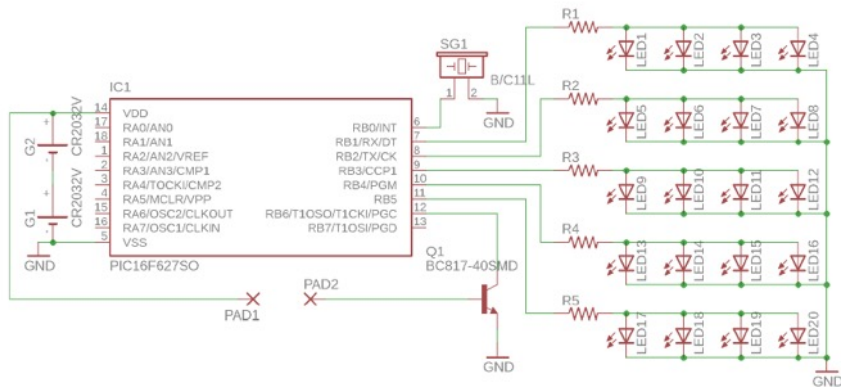 R1
SG1
LED1
LED2
LED3
LED4
B/C11L
IC1
1
2
GND
R2
14
VDD
17
RA0/AN0
RB0/INT
6
18
RA1/AN1
RB1/RX/DT
7
1
RA2/AN2/VREF
RB2/TX/CK
8
2
RA3/AN3/CMP1
RB3/CCP1
9
3
RA4/TOCKI/CMP2
RB4/PGM
10
4
RA5/MCLR/VPP
RB5
11
15
RA6/OSC2/CLKOUT
RB6/T1OSO/T1CKI/PGC
12
16
RA7/OSC1/CLKIN
RB7/T1OSI/PGD
13
5
VSS
+
G2
CR2032V
-
+
G1
CR2032V
-
GND
PIC16F627SO
Q1
BC817-40SMD
PAD1
PAD2
GND
LED5
LED6
LED7
LED8
R3
LED9
LED10
LED11
LED12
R4
LED13
LED14
LED15
LED16
R5
LED17
LED18
LED19
LED20
GND